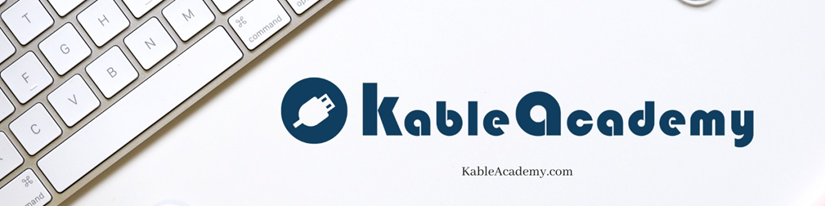 T
G
H
F
B
N
M
C
V
⌘
command
⌘
KableAcademy
KableAcademy.com